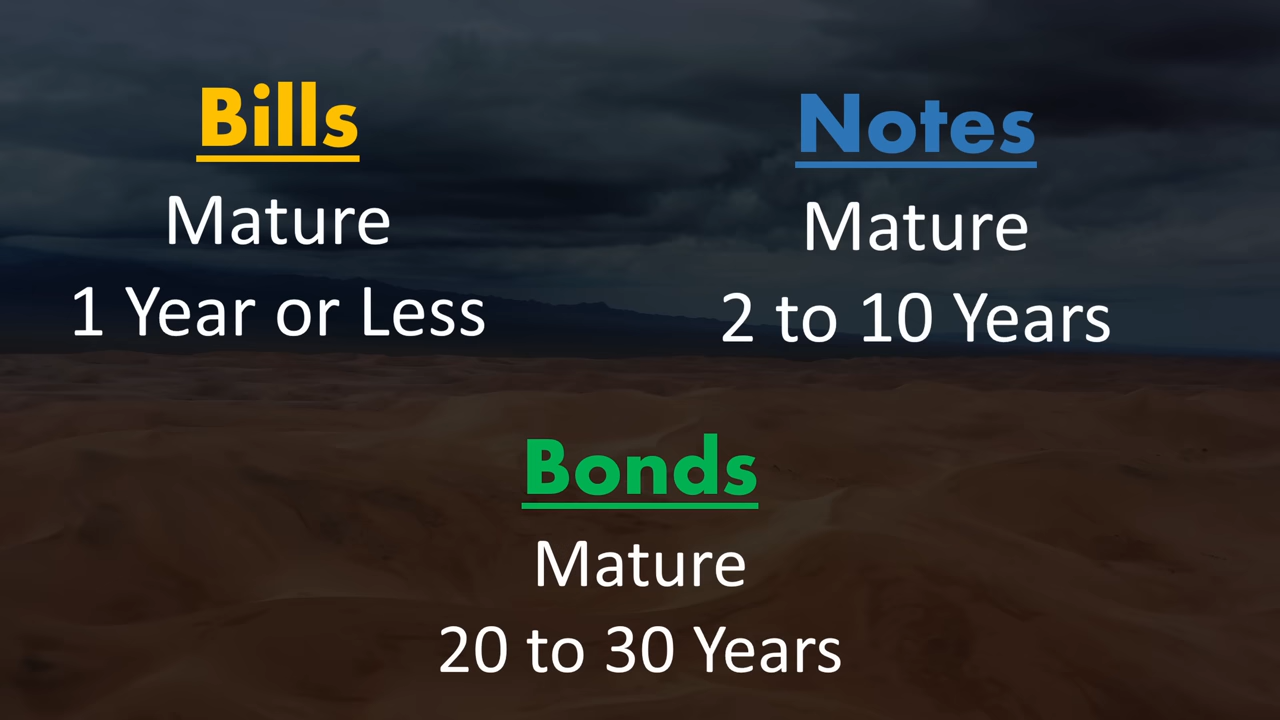 Bills
Mature
1 Year or Less
Notes
Mature
2 to 10 Years
Bonds
Mature
20 to 30 Years